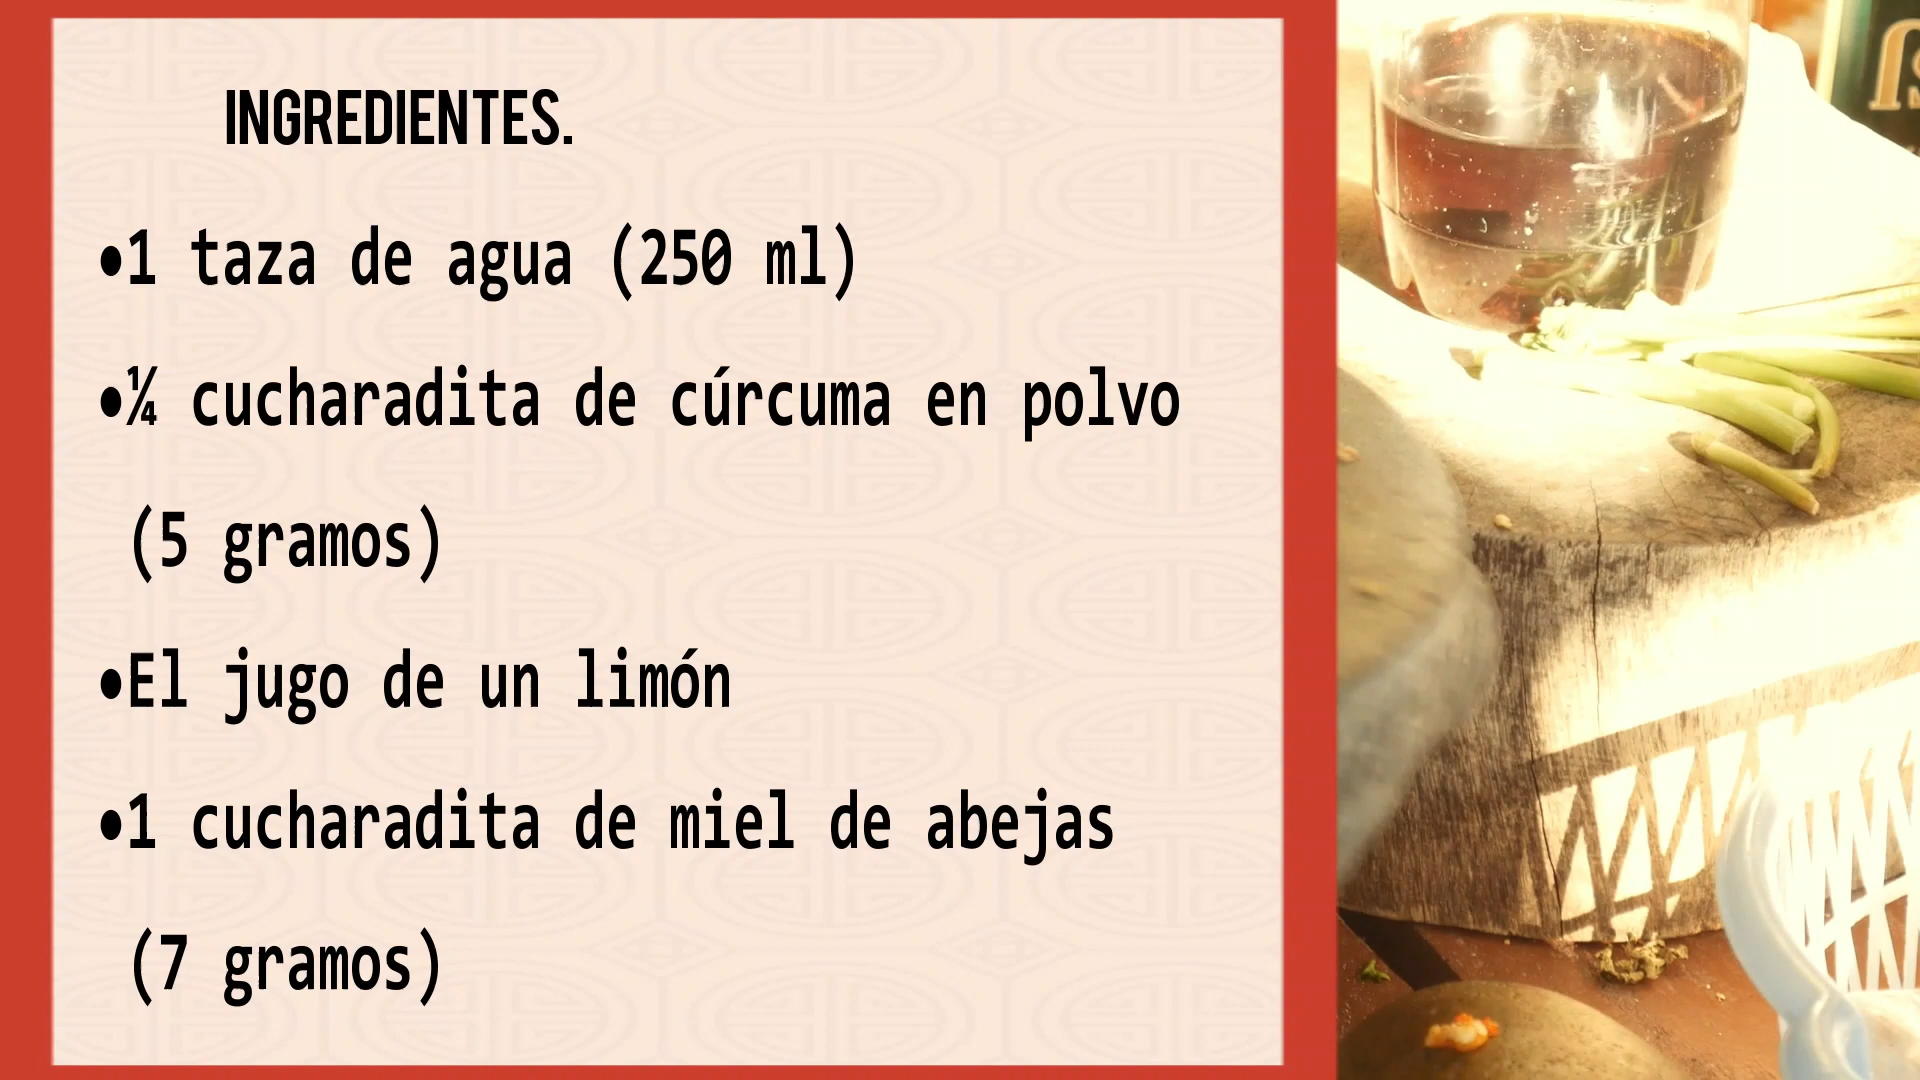 INGREDIENTES.
•1 taza de agua (250 ml)
•¼ cucharadita de cúrcuma en polvo
(5 gramos)
•El jugo de un limón
•1 cucharadita de miel de abejas
(7 gramos)